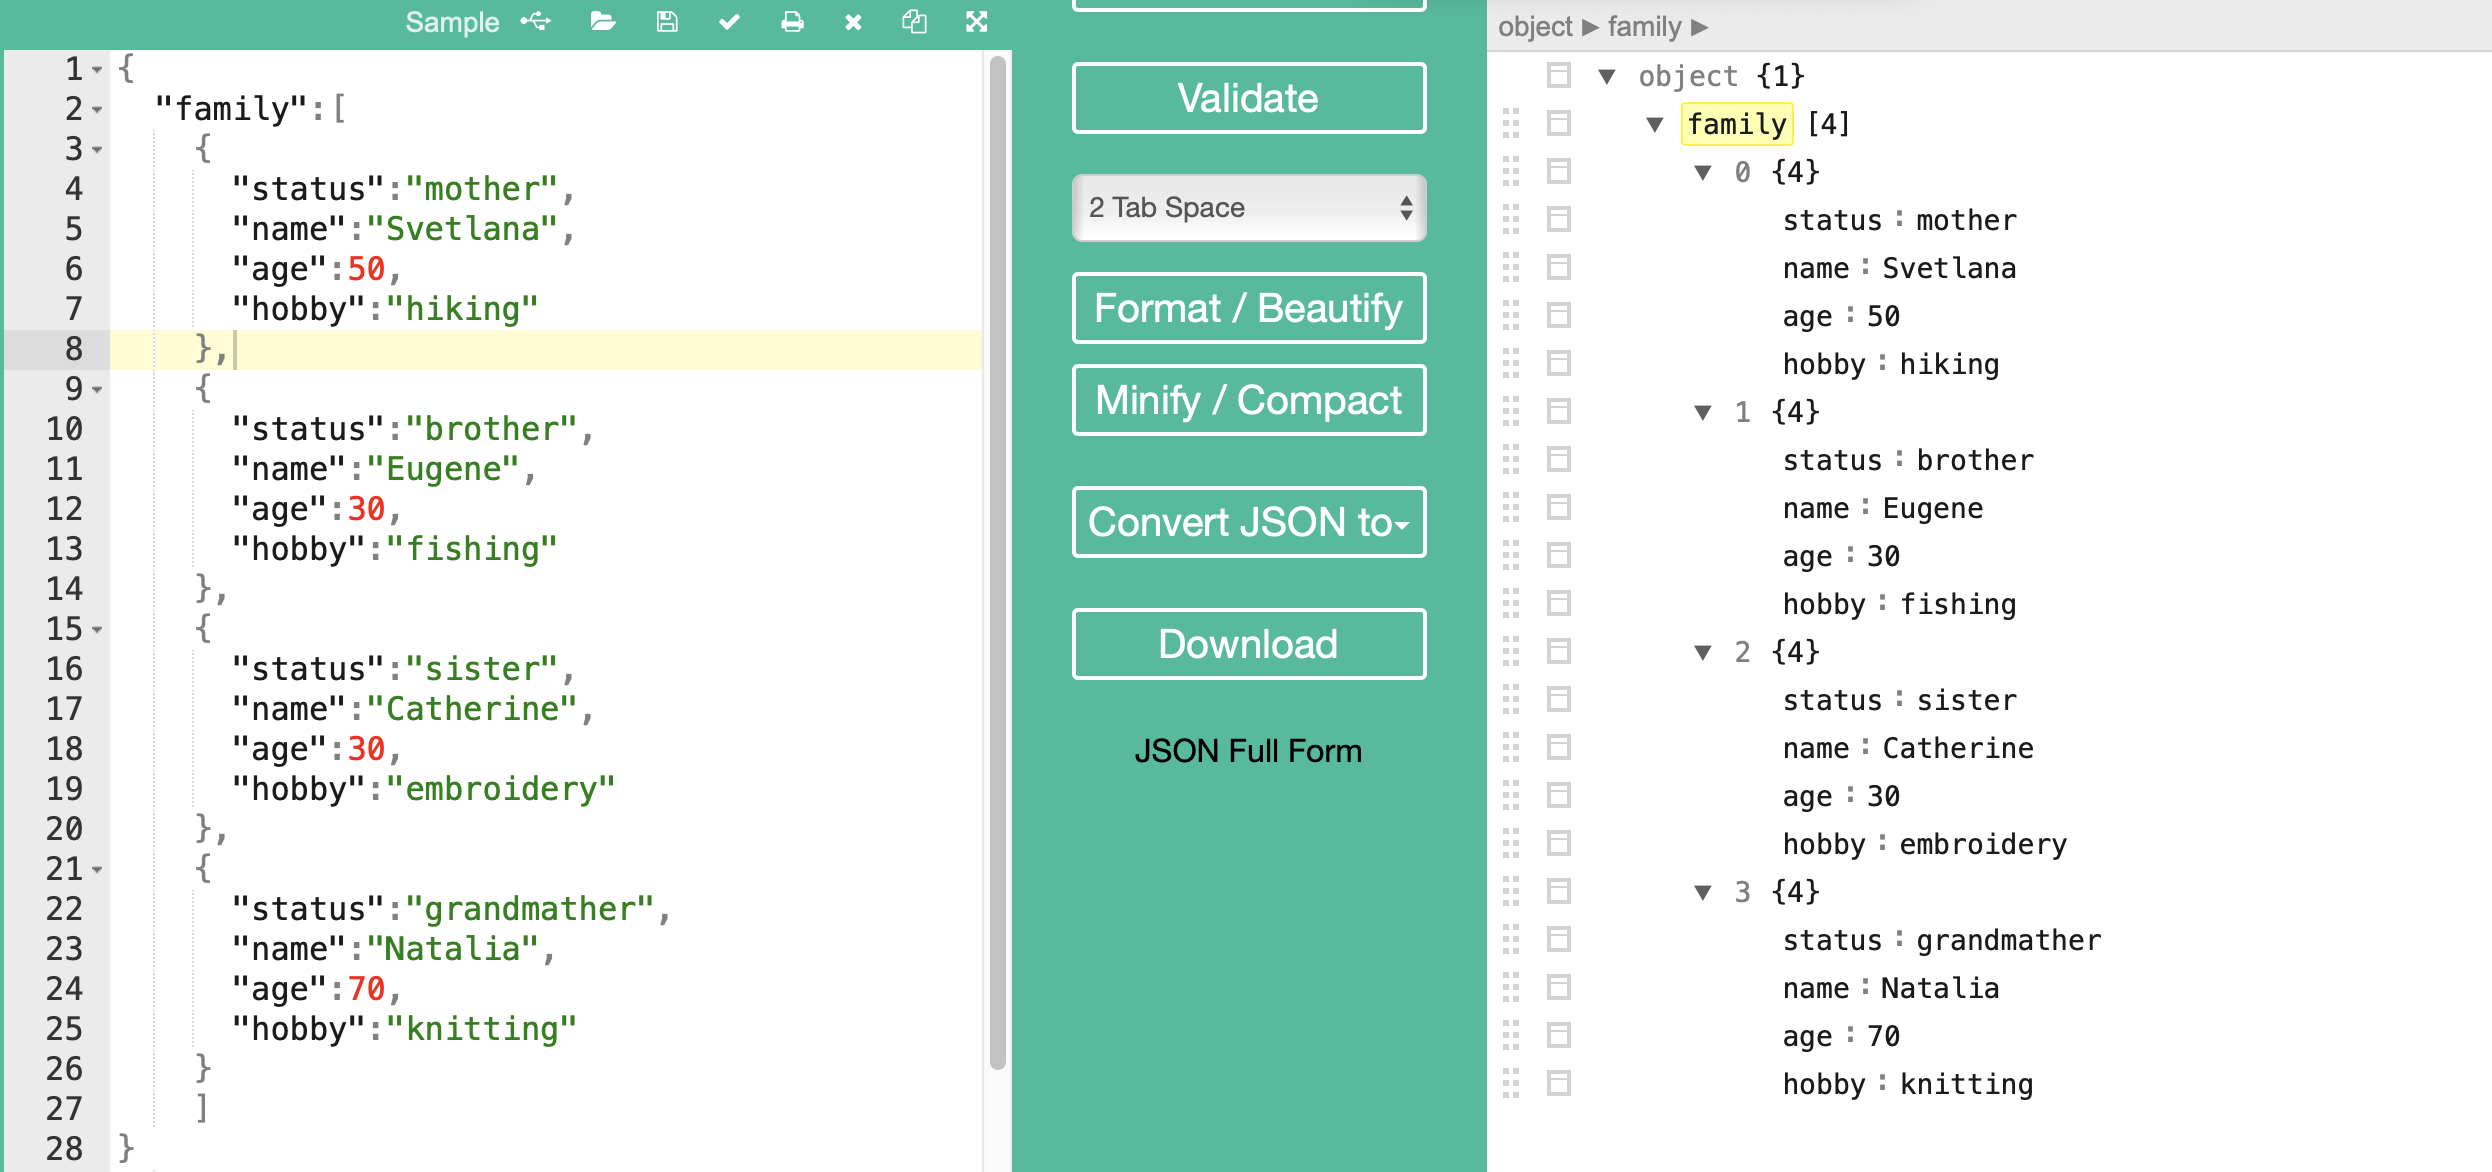 Sample
1 {
2 "family":[
3 {
4 "status":"mother",
5 "name":"Svetlana",
6 "age":50,
7 "hobby":"hiking"
8 },
9 {
10 "status":"brother",
11 "name":"Eugene",
12 "age":30,
13 "hobby":"fishing"
14 },
15 {
16 "status":"sister",
17 "name":"Catherine",
18 "age":30,
19 "hobby":"embroidery"
20 },
21 {
22 "status":"grandmather",
23 "name":"Natalia",
24 "age":70,
25 "hobby":"knitting"
26 }
27 ]
28 }
Validate
2 Tab Space
Format / Beautify
Minify / Compact
Convert JSON to
Download
JSON Full Form
object ▶ family ▶
▼ object {1}
▼ family [4]
▼ 0 {4}
status : mother
name : Svetlana
age : 50
hobby : hiking
▼ 1 {4}
status : brother
name : Eugene
age : 30
hobby : fishing
▼ 2 {4}
status : sister
name : Catherine
age : 30
hobby : embroidery
▼ 3 {4}
status : grandmather
name : Natalia
age : 70
hobby : knitting